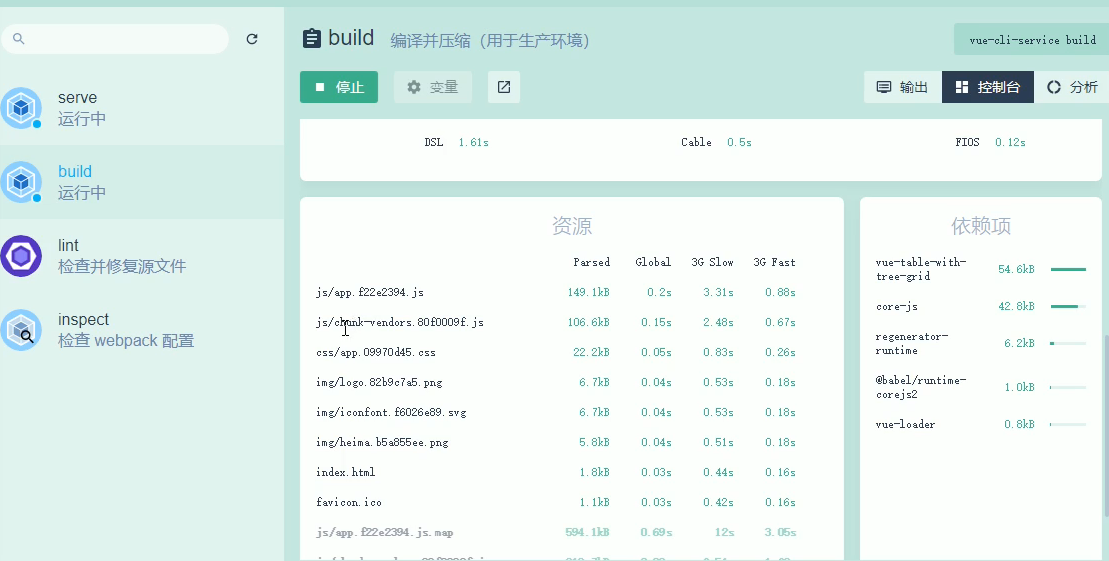 serve
运行中
build
运行中
lint
检查并修复源文件
inspect
检查 webpack 配置
build 编译并压缩（用于生产环境） vue-cli-service build
停止 变量 输出 控制台 分析
DSL 1.61s Cable 0.5s FIOS 0.12s
资源
Parsed Global 3G Slow 3G Fast
js/app.f22e2394.js 149.1kB 0.2s 3.31s 0.88s
js/chunk-vendors.80f0009f.js 106.6kB 0.15s 2.48s 0.67s
css/app.09970d45.css 22.2kB 0.05s 0.83s 0.26s
img/logo.82b9c7a5.png 6.7kB 0.04s 0.53s 0.18s
img/iconfont.f6026e89.svg 6.7kB 0.04s 0.53s 0.18s
img/heima.b5a855ee.png 5.8kB 0.04s 0.51s 0.18s
index.html 1.8kB 0.03s 0.44s 0.16s
favicon.ico 1.1kB 0.03s 0.42s 0.16s
js/app.f22e2394.js.map 594.1kB 0.69s 12s 3.05s
依赖项
vue-table-with-
tree-grid 54.6kB
core-js 42.8kB
regenerator-
runtime 6.2kB
@babel/runtime-
corejs2 1.0kB
vue-loader 0.8kB